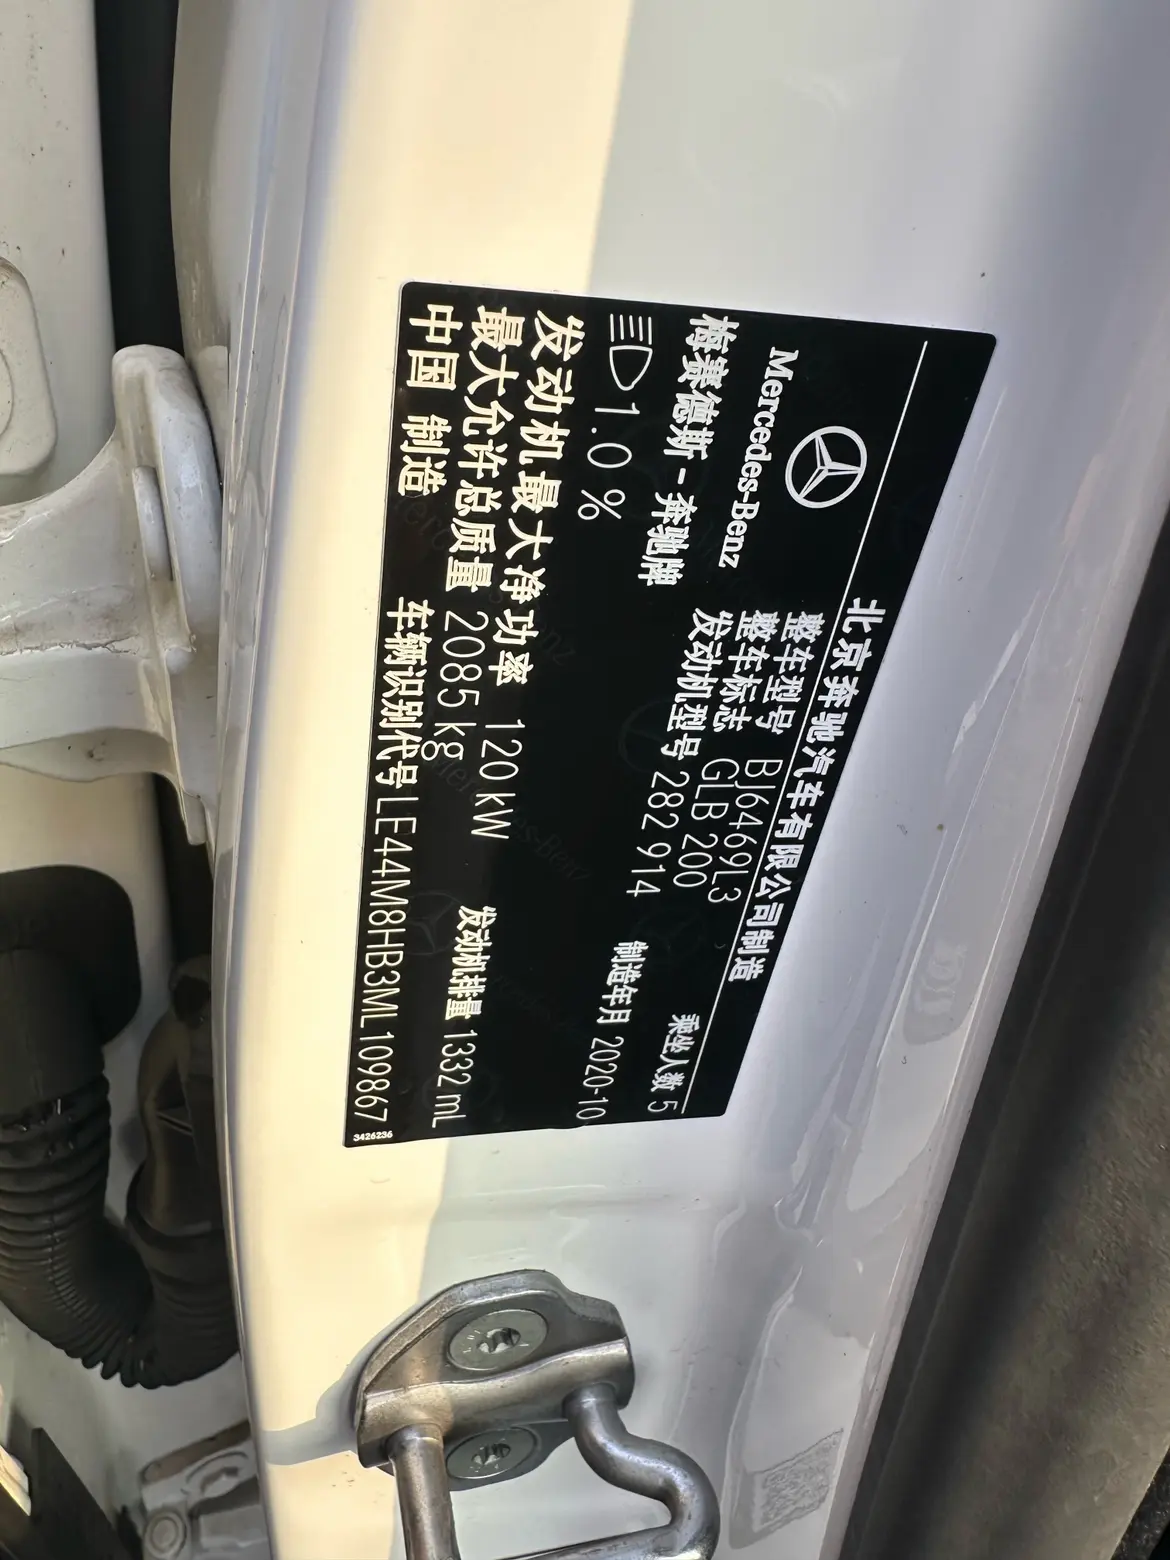 北京奔驰汽车有限公司制造
Mercedes-Benz
梅赛德斯-奔驰牌
整车型号 BJ6469L3
整车标志 GLB 200
发动机型号 282 914
乘坐人数 5
制造年月 2020-10
1.0 %
发动机最大净功率 120 kW
发动机排量 1332 mL
最大允许总质量 2085 kg
中国 制造
车辆识别代号 LE44M8HB3ML109867
3426236